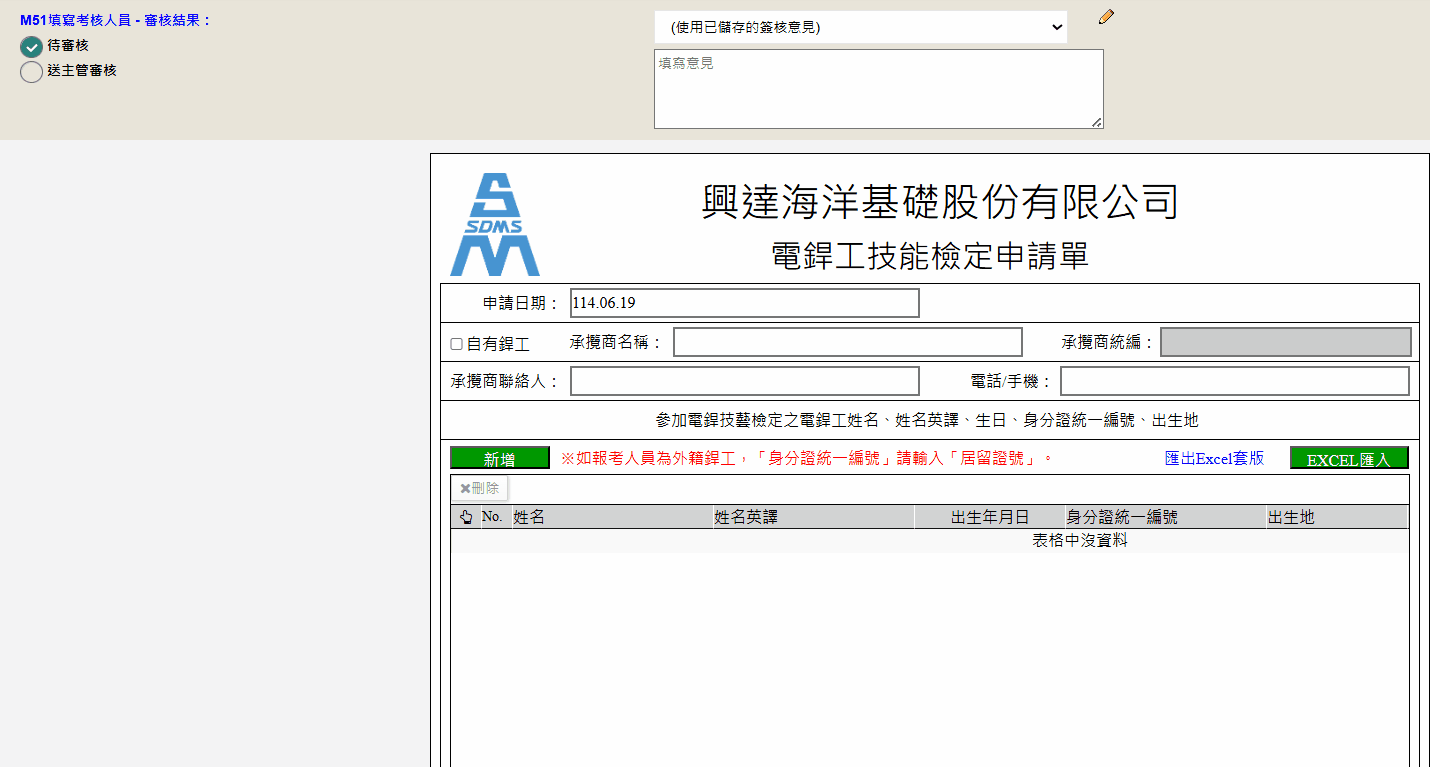 M51填寫考核人員 - 審核結果：
待審核
送主管審核
(使用已儲存的簽核意見)
填寫意見
SDMS
興達海洋基礎股份有限公司
電銲工技能檢定申請單
申請日期： 114.06.19
自有銲工 承攬商名稱： 承攬商統編：
承攬商聯絡人： 電話/手機：
參加電銲技藝檢定之電銲工姓名、姓名英譯、生日、身分證統一編號、出生地
新增 ※如報考人員為外籍銲工，「身分證統一編號」請輸入「居留證號」。 匯出Excel套版 EXCEL匯入
刪除
No. 姓名 姓名英譯 出生年月日 身分證統一編號 出生地
表格中沒資料